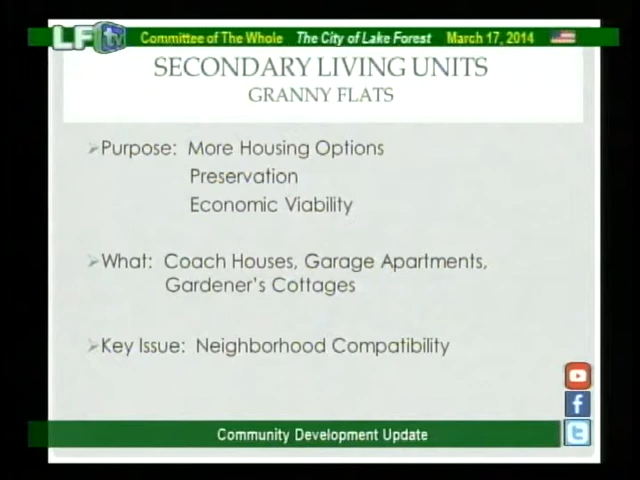 LF tv Committee of The Whole The City of Lake Forest March 17, 2014
SECONDARY LIVING UNITS
GRANNY FLATS
Purpose: More Housing Options
Preservation
Economic Viability
What: Coach Houses, Garage Apartments,
Gardener's Cottages
Key Issue: Neighborhood Compatibility
Community Development Update